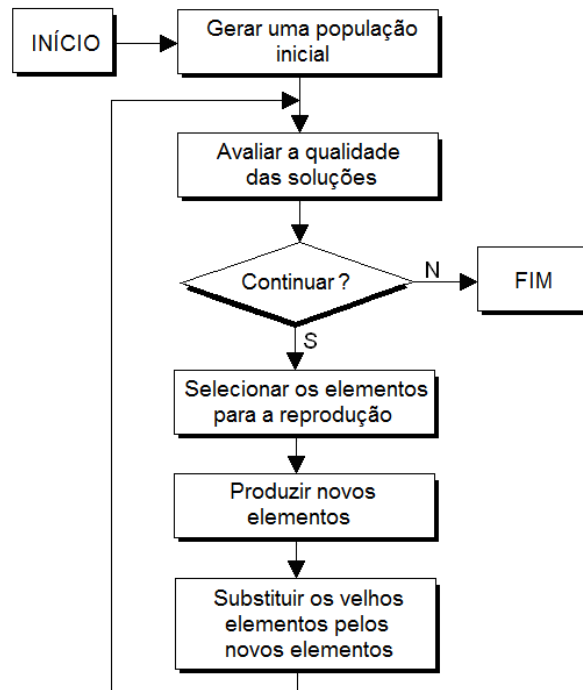 INÍCIO
Gerar uma população
inicial
Avaliar a qualidade
das soluções
Continuar ?
N
FIM
S
Selecionar os elementos
para a reprodução
Produzir novos
elementos
Substituir os velhos
elementos pelos
novos elementos